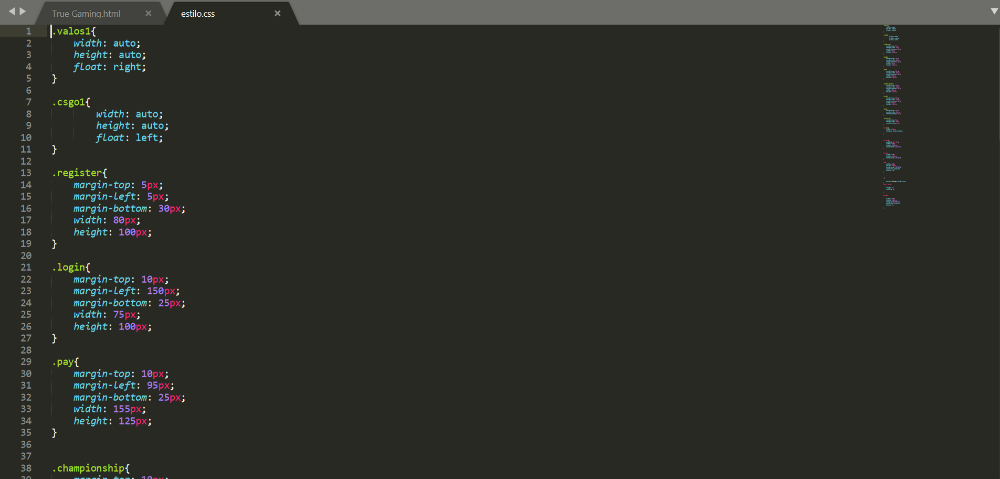 True Gaming.html × estilo.css ×
1 .valos1{
2 width: auto;
3 height: auto;
4 float: right;
5 }
6
7 .csgo1{
8 width: auto;
9 height: auto;
10 float: left;
11 }
12
13 .register{
14 margin-top: 5px;
15 margin-left: 5px;
16 margin-bottom: 30px;
17 width: 80px;
18 height: 100px;
19 }
20
21 .login{
22 margin-top: 10px;
23 margin-left: 150px;
24 margin-bottom: 25px;
25 width: 75px;
26 height: 100px;
27 }
28
29 .pay{
30 margin-top: 10px;
31 margin-left: 95px;
32 margin-bottom: 25px;
33 width: 155px;
34 height: 125px;
35 }
36
37
38 .championship{
39 margin-top: 10px;